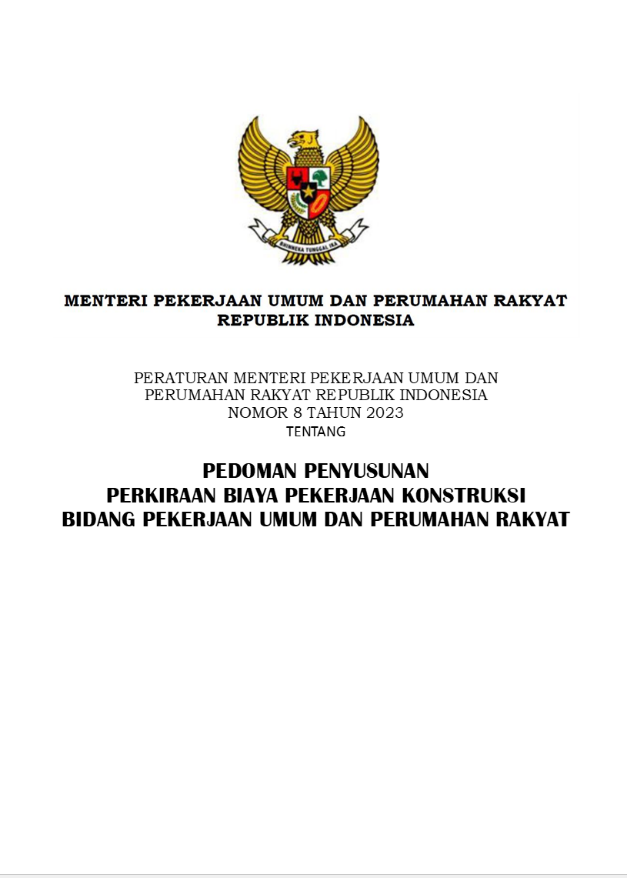 BHINNEKA TUNGGAL IKA
MENTERI PEKERJAAN UMUM DAN PERUMAHAN RAKYAT
REPUBLIK INDONESIA
PERATURAN MENTERI PEKERJAAN UMUM DAN
PERUMAHAN RAKYAT REPUBLIK INDONESIA
NOMOR 8 TAHUN 2023
TENTANG
PEDOMAN PENYUSUNAN
PERKIRAAN BIAYA PEKERJAAN KONSTRUKSI
BIDANG PEKERJAAN UMUM DAN PERUMAHAN RAKYAT